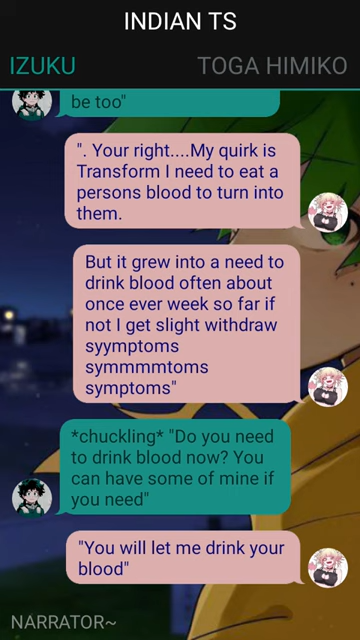 INDIAN TS
IZUKU
TOGA HIMIKO
be too"
". Your right....My quirk is
Transform I need to eat a
persons blood to turn into
them.
But it grew into a need to
drink blood often about
once ever week so far if
not I get slight withdraw
syymptoms
symmmmtoms
symptoms"
*chuckling* "Do you need
to drink blood now? You
can have some of mine if
you need"
"You will let me drink your
blood"
NARRATOR~